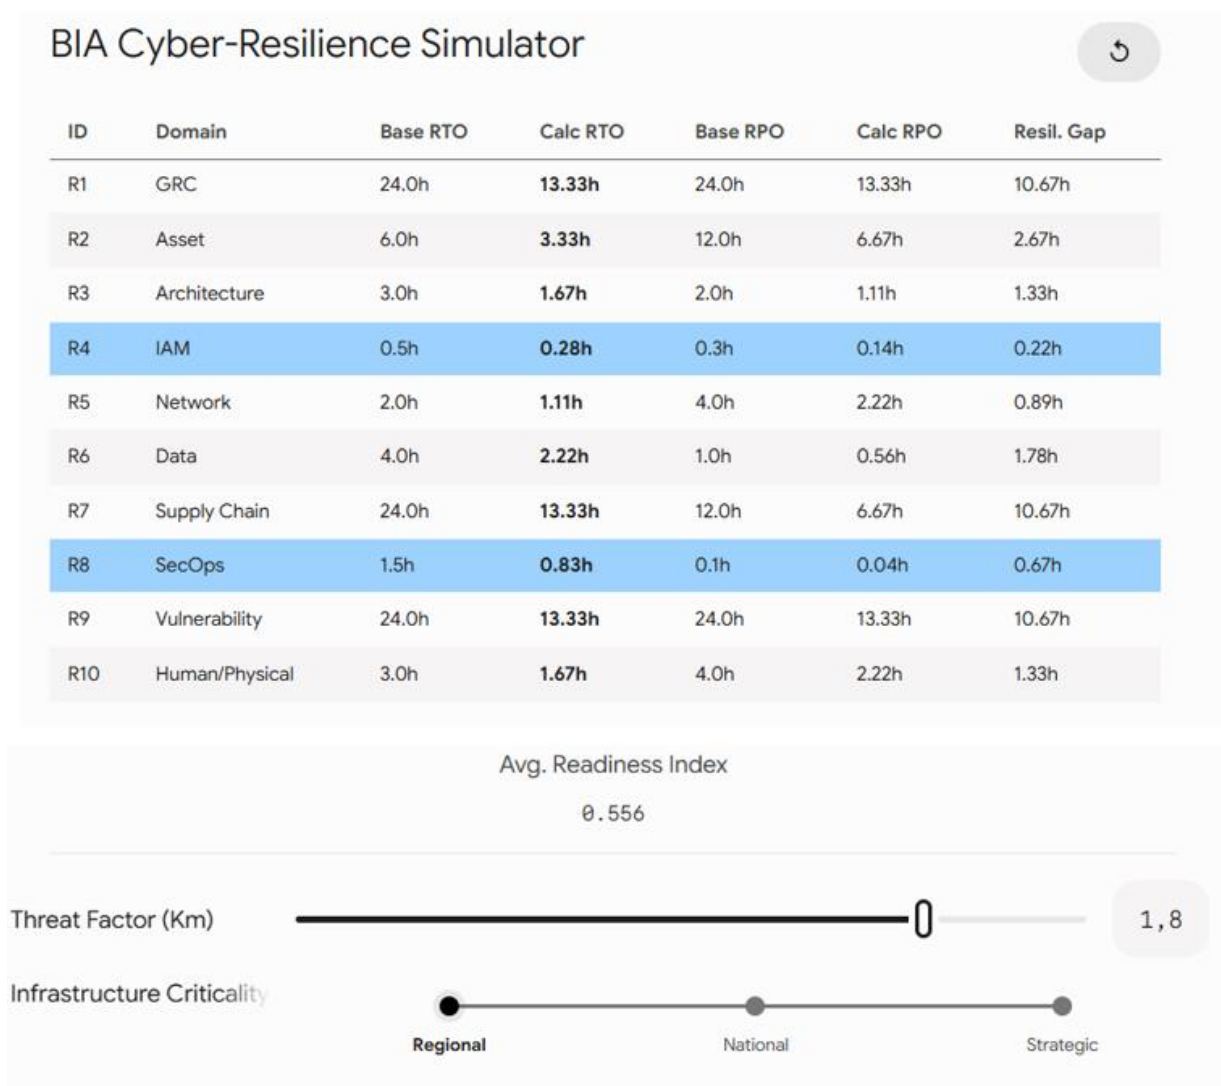 BIA Cyber-Resilience Simulator
ID Domain Base RTO Calc RTO Base RPO Calc RPO Resil. Gap
R1 GRC 24.0h 13.33h 24.0h 13.33h 10.67h
R2 Asset 6.0h 3.33h 12.0h 6.67h 2.67h
R3 Architecture 3.0h 1.67h 2.0h 1.11h 1.33h
R4 IAM 0.5h 0.28h 0.3h 0.14h 0.22h
R5 Network 2.0h 1.11h 4.0h 2.22h 0.89h
R6 Data 4.0h 2.22h 1.0h 0.56h 1.78h
R7 Supply Chain 24.0h 13.33h 12.0h 6.67h 10.67h
R8 SecOps 1.5h 0.83h 0.1h 0.04h 0.67h
R9 Vulnerability 24.0h 13.33h 24.0h 13.33h 10.67h
R10 Human/Physical 3.0h 1.67h 4.0h 2.22h 1.33h
Avg. Readiness Index
0.556
Threat Factor (Km) 1,8
Infrastructure Criticality
Regional National Strategic